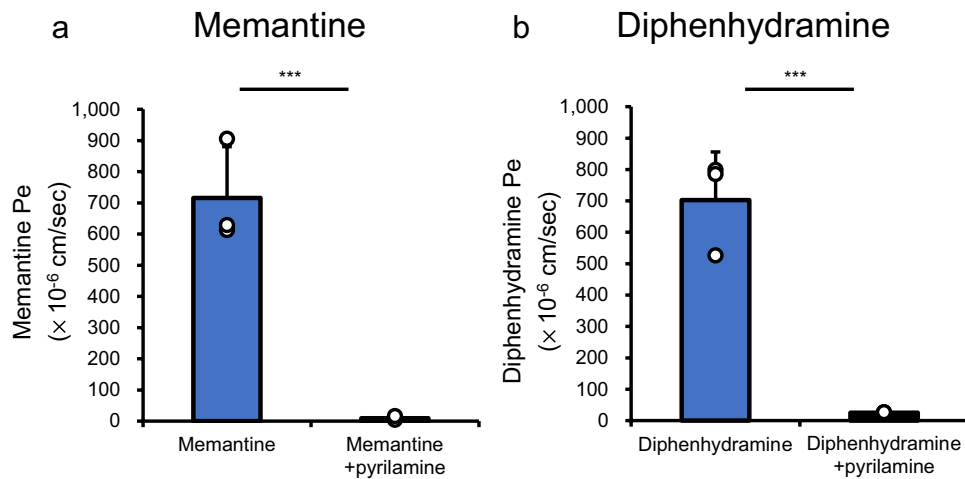 a Memantine
***
Memantine Pe
(× 10⁻⁶ cm/sec)
1,000
900
800
700
600
500
400
300
200
100
0
Memantine
Memantine
+pyrilamine
b Diphenhydramine
***
Diphenhydramine Pe
(× 10⁻⁶ cm/sec)
1,000
900
800
700
600
500
400
300
200
100
0
Diphenhydramine
Diphenhydramine
+pyrilamine